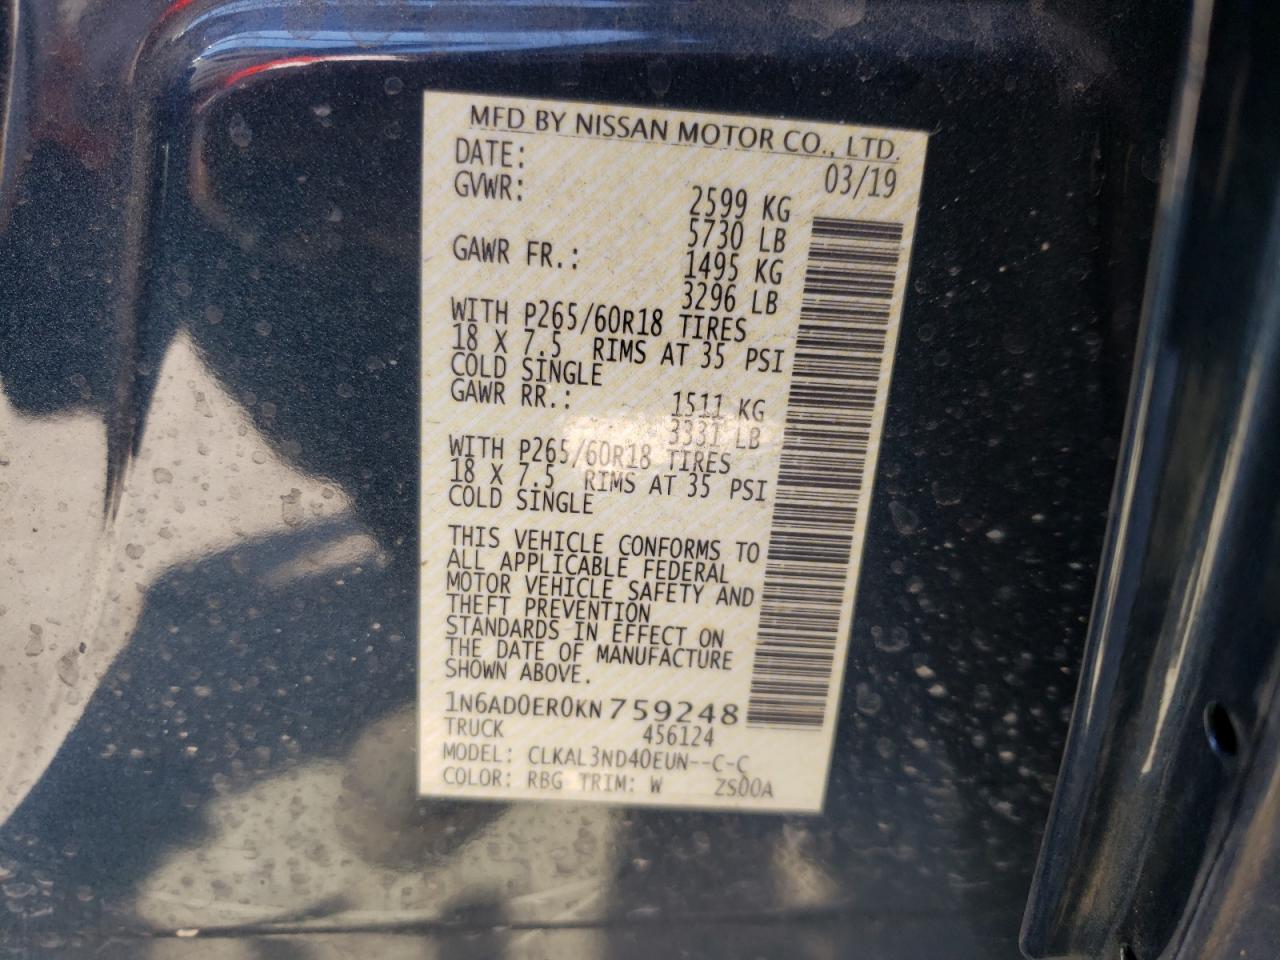 MFD BY NISSAN MOTOR CO., LTD.
DATE: 03/19
GVWR: 2599 KG
5730 LB
GAWR FR.: 1495 KG
3296 LB
WITH P265/60R18 TIRES
18 X 7.5 RIMS AT 35 PSI
COLD SINGLE
GAWR RR.: 1511 KG
3331 LB
WITH P265/60R18 TIRES
18 X 7.5 RIMS AT 35 PSI
COLD SINGLE
THIS VEHICLE CONFORMS TO
ALL APPLICABLE FEDERAL
MOTOR VEHICLE SAFETY AND
THEFT PREVENTION
STANDARDS IN EFFECT ON
THE DATE OF MANUFACTURE
SHOWN ABOVE.
1N6AD0ER0KN759248
TRUCK 456124
MODEL: CLKAL3ND40EUN--C-C
COLOR: RBG TRIM: W ZS00A